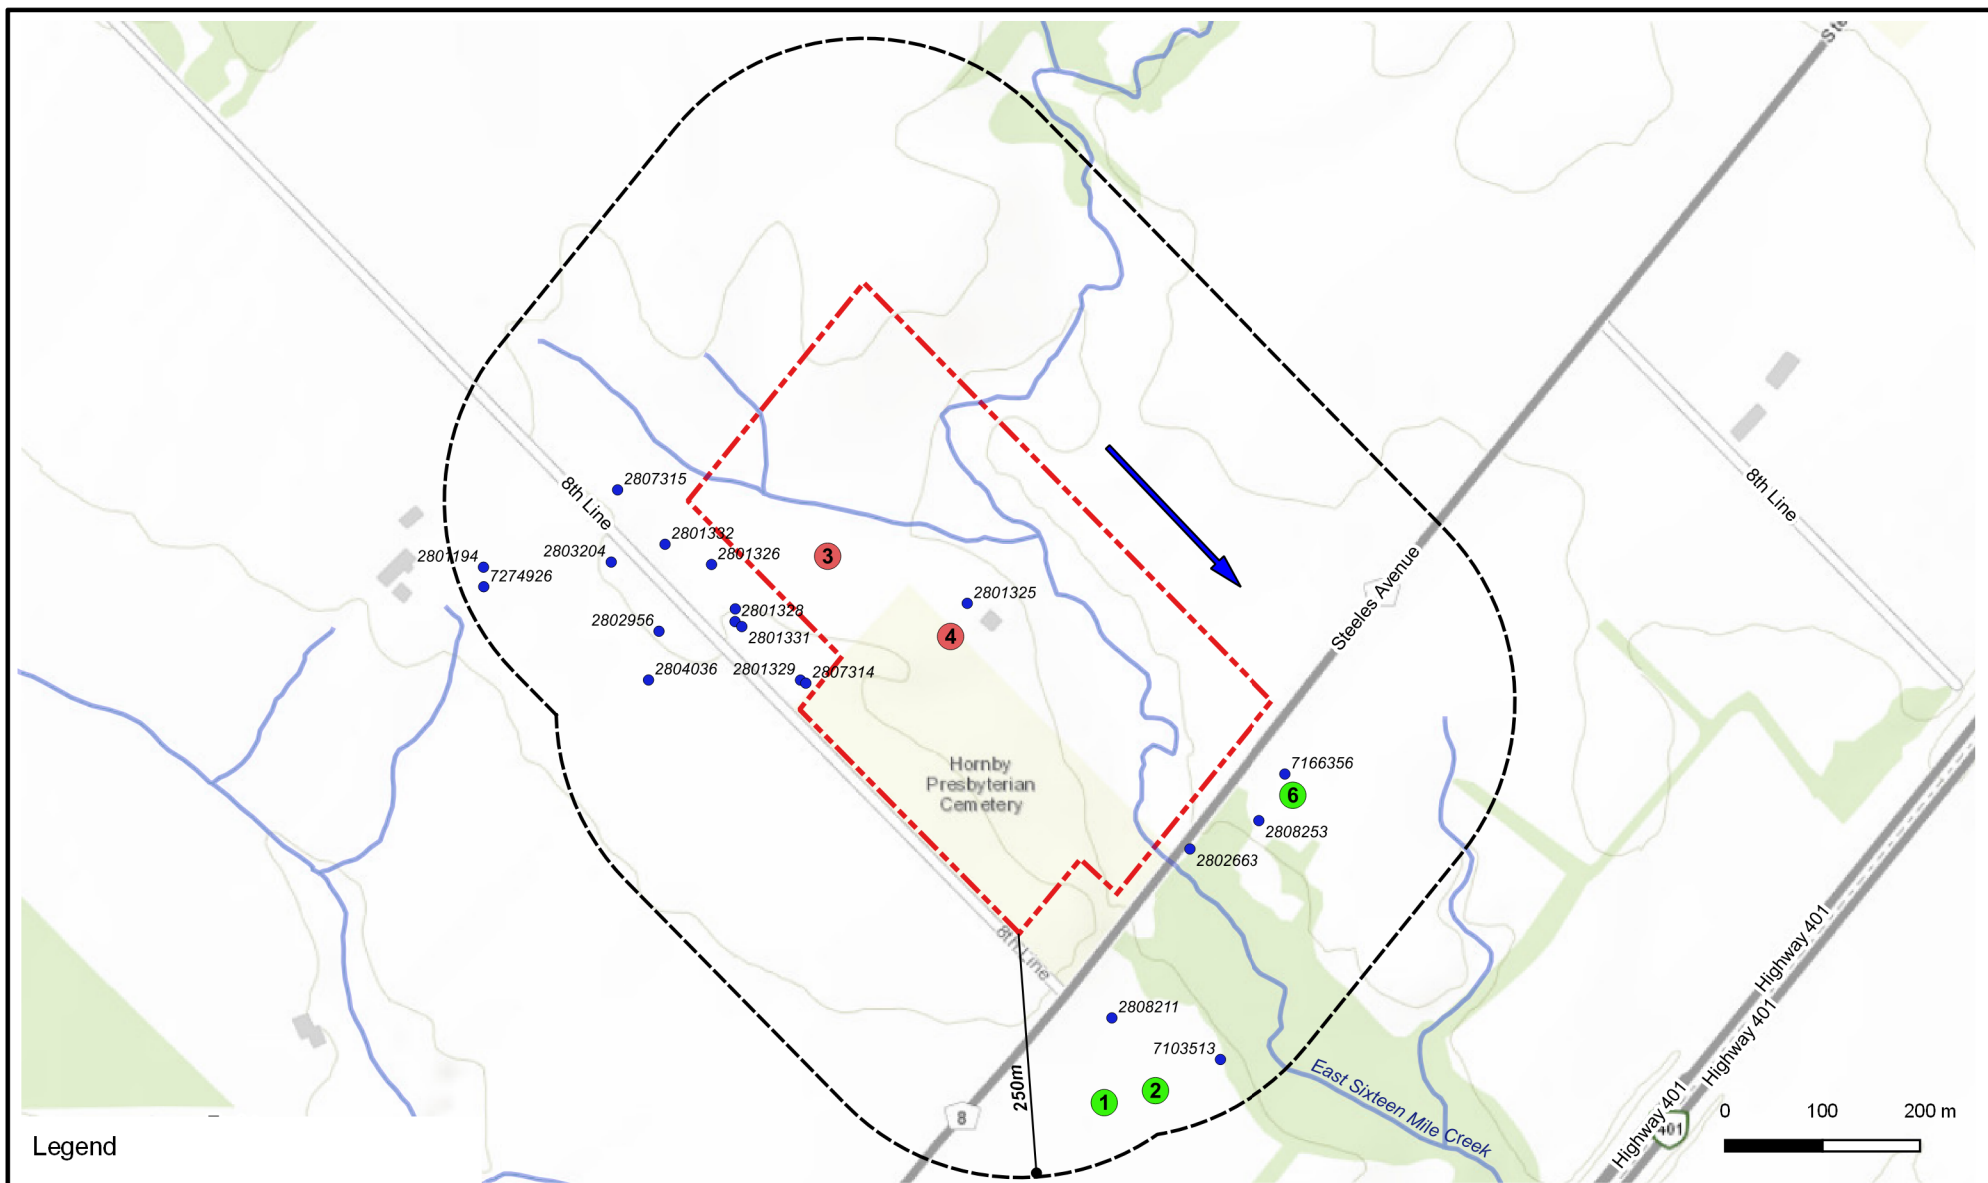 Ste
8th Line
2807315
2801332
2803204
2801326
2801194
7274926
3
2801325
2801328
2802956
4
2801331
2804036
2801329
2807314
Steeles Avenue
8th Line
Hornby
Presbyterian
Cemetery
7166356
6
2808253
2802663
8th Line
Highway 401
Highway 401
2808211
7103513
250m
1
2
8
East Sixteen Mile Creek
Highway 401
401
0 100 200 m
Legend